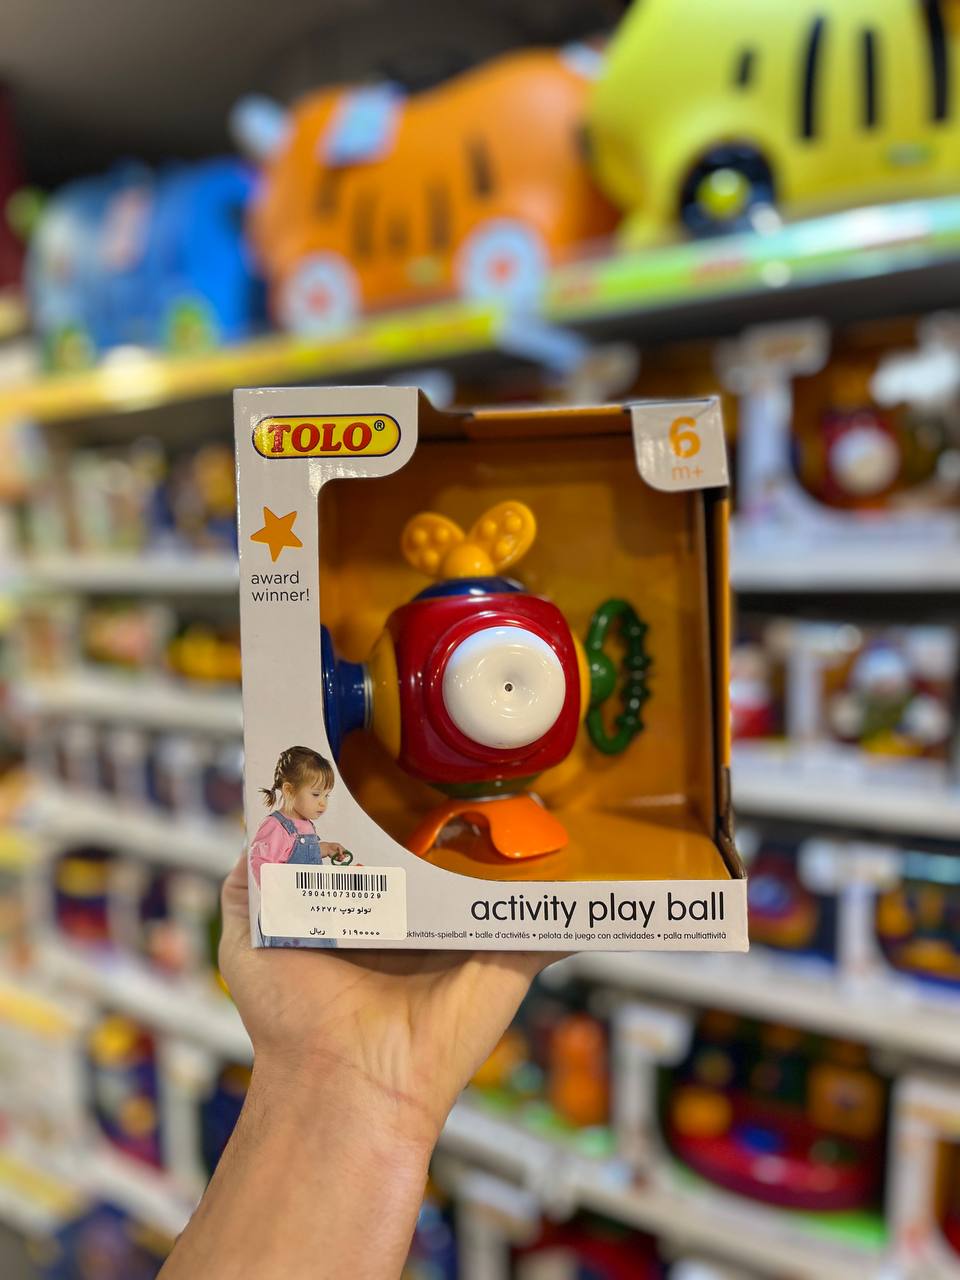 TOLO®
6
m+
award
winner!
2904107300029
تولو توپ ۸۶۲۷۲
۶۱۹۰۰۰۰ ریال
activity play ball
aktivitäts-spielball • balle d'activités • pelota de juego con actividades • palla multiattività